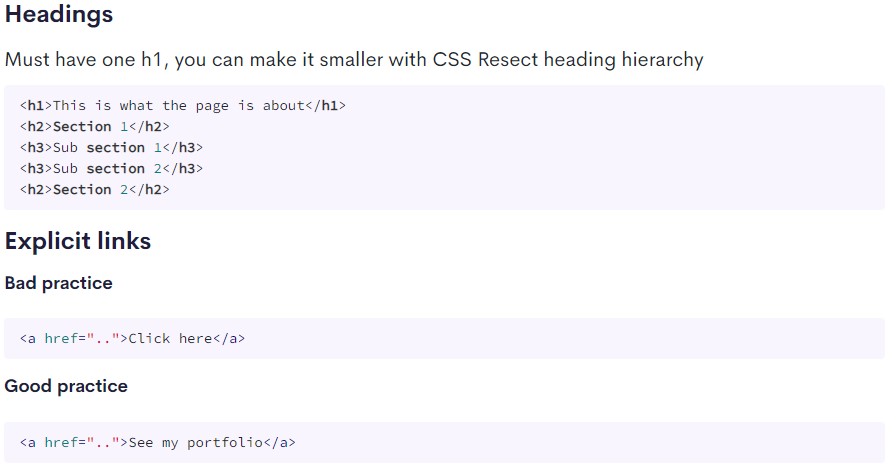 Headings
Must have one h1, you can make it smaller with CSS Resect heading hierarchy
<h1>This is what the page is about</h1>
<h2>Section 1</h2>
<h3>Sub section 1</h3>
<h3>Sub section 2</h3>
<h2>Section 2</h2>
Explicit links
Bad practice
<a href="..">Click here</a>
Good practice
<a href="..">See my portfolio</a>